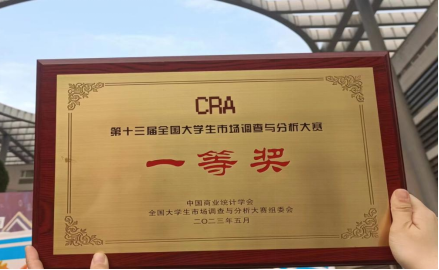 CRA
第十三届全国大学生市场调查与分析大赛
一等奖
中国商业统计学会
全国大学生市场调查与分析大赛组委会
二〇二三年五月